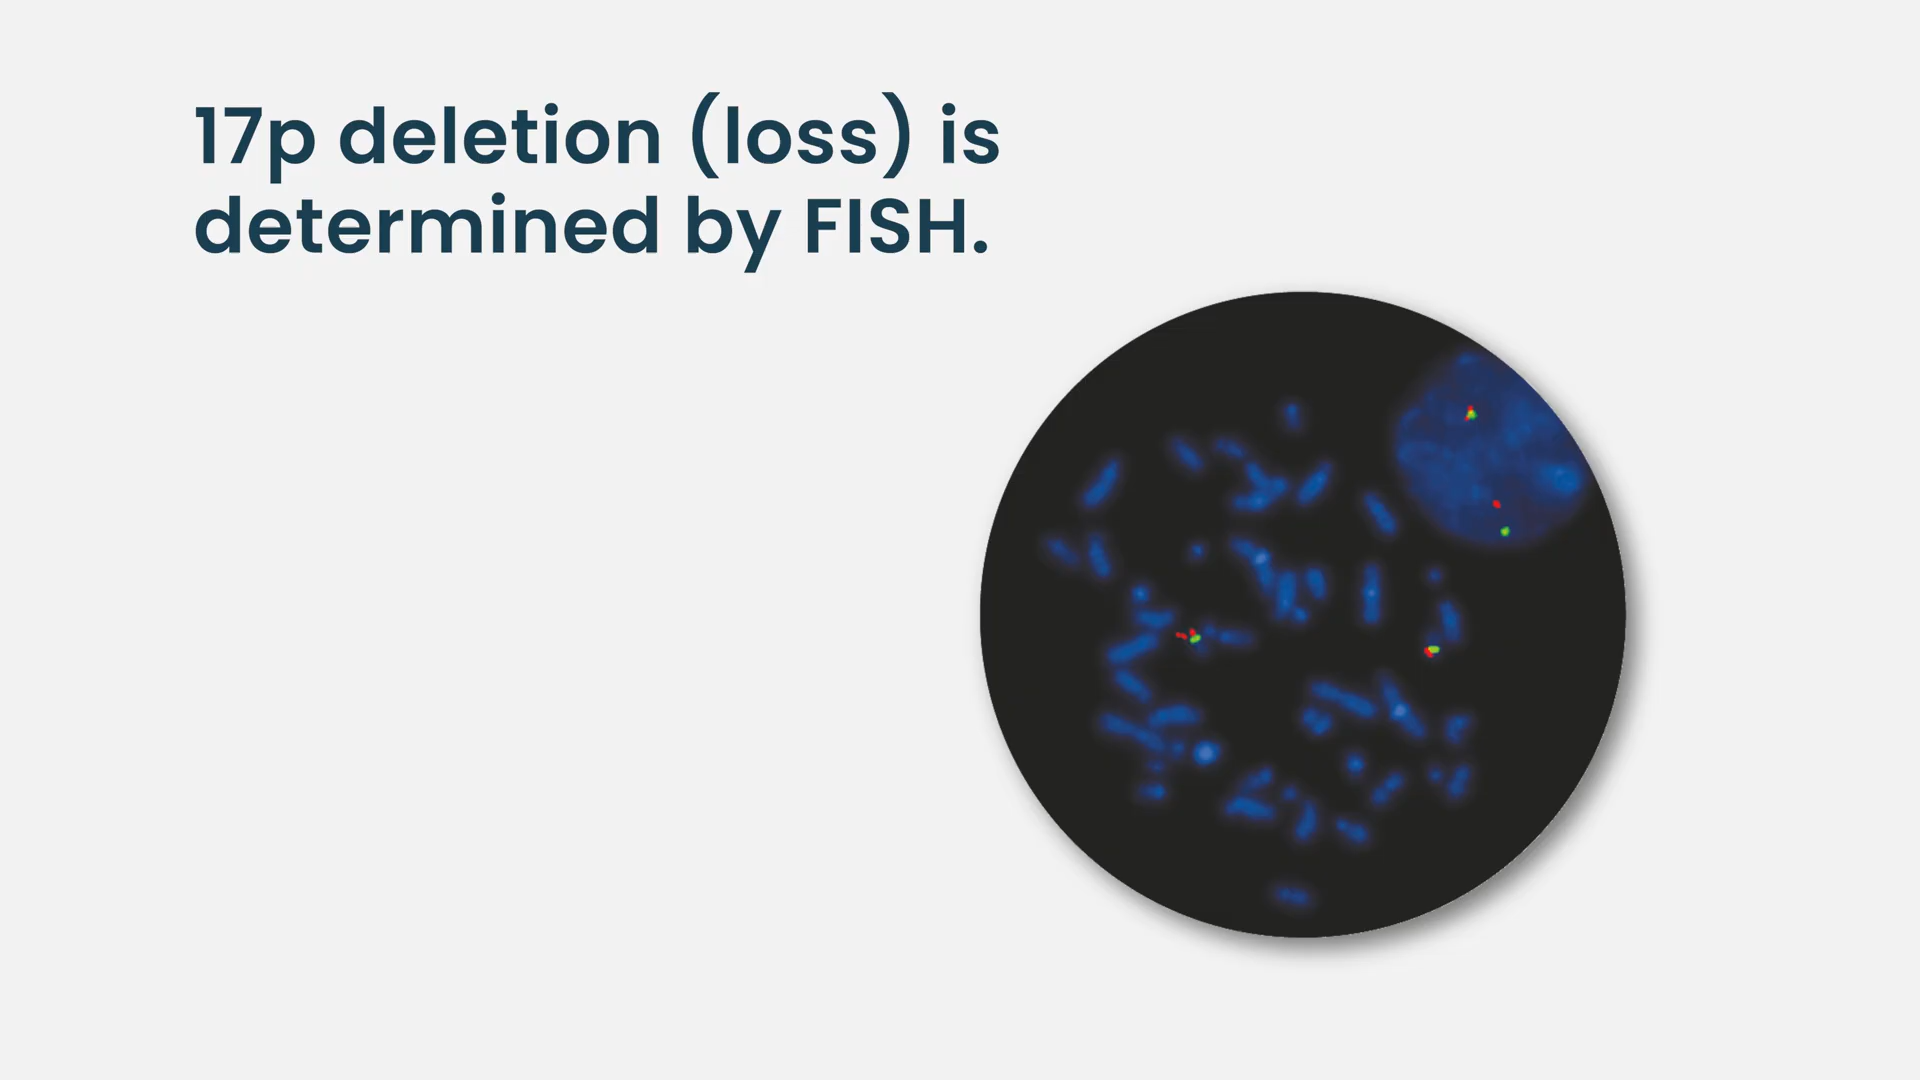 17p deletion (loss) is
determined by FISH.